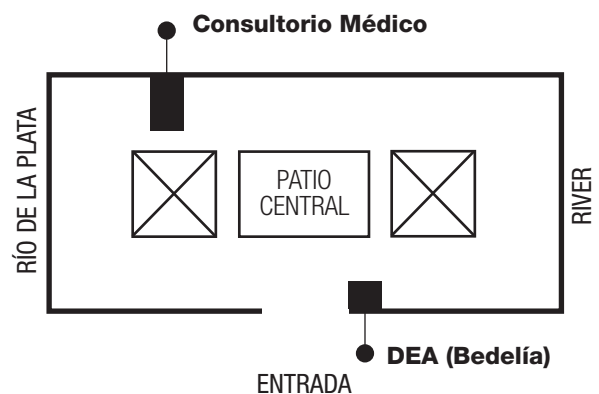 Consultorio Médico
RÍO DE LA PLATA
PATIO
CENTRAL
RIVER
DEA (Bedelía)
ENTRADA